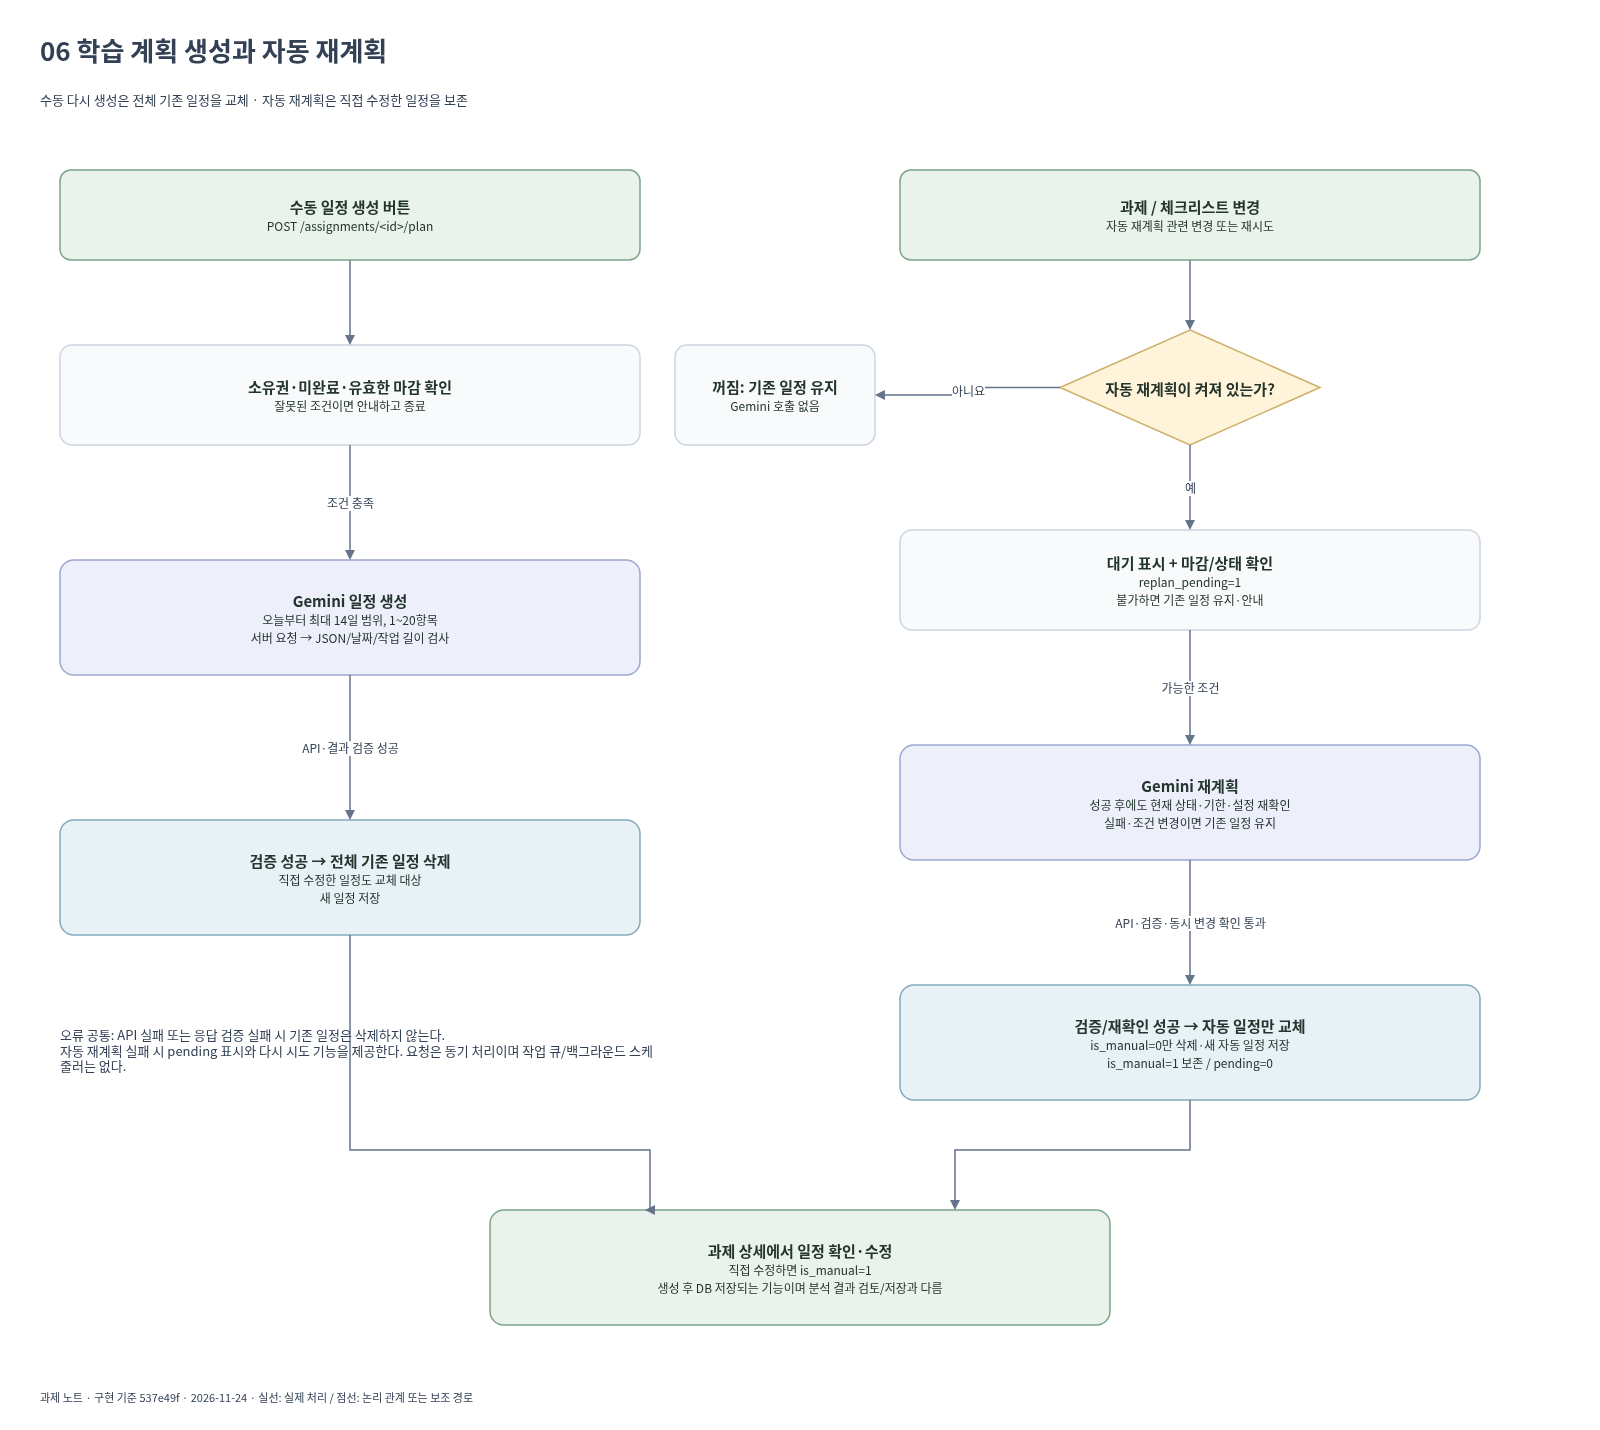 06 학습 계획 생성과 자동 재계획
수동 다시 생성은 전체 기존 일정을 교체 · 자동 재계획은 직접 수정한 일정을 보존
수동 일정 생성 버튼
POST /assignments/<id>/plan
과제 / 체크리스트 변경
자동 재계획 관련 변경 또는 재시도
소유권·미완료·유효한 마감 확인
잘못된 조건이면 안내하고 종료
꺼짐: 기존 일정 유지
Gemini 호출 없음
아니요
자동 재계획이 켜져 있는가?
조건 충족
예
Gemini 일정 생성
오늘부터 최대 14일 범위, 1~20항목
서버 요청 → JSON/날짜/작업 길이 검사
대기 표시 + 마감/상태 확인
replan_pending=1
불가하면 기존 일정 유지·안내
가능한 조건
API·결과 검증 성공
Gemini 재계획
성공 후에도 현재 상태·기한·설정 재확인
실패·조건 변경이면 기존 일정 유지
검증 성공 → 전체 기존 일정 삭제
직접 수정한 일정도 교체 대상
새 일정 저장
API·검증·동시 변경 확인 통과
오류 공통: API 실패 또는 응답 검증 실패 시 기존 일정은 삭제하지 않는다.
자동 재계획 실패 시 pending 표시와 다시 시도 기능을 제공한다. 요청은 동기 처리이며 작업 큐/백그라운드 스케
줄러는 없다.
검증/재확인 성공 → 자동 일정만 교체
is_manual=0만 삭제·새 자동 일정 저장
is_manual=1 보존 / pending=0
과제 상세에서 일정 확인·수정
직접 수정하면 is_manual=1
생성 후 DB 저장되는 기능이며 분석 결과 검토/저장과 다름
과제 노트 · 구현 기준 537e49f · 2026-11-24 · 실선: 실제 처리 / 점선: 논리 관계 또는 보조 경로